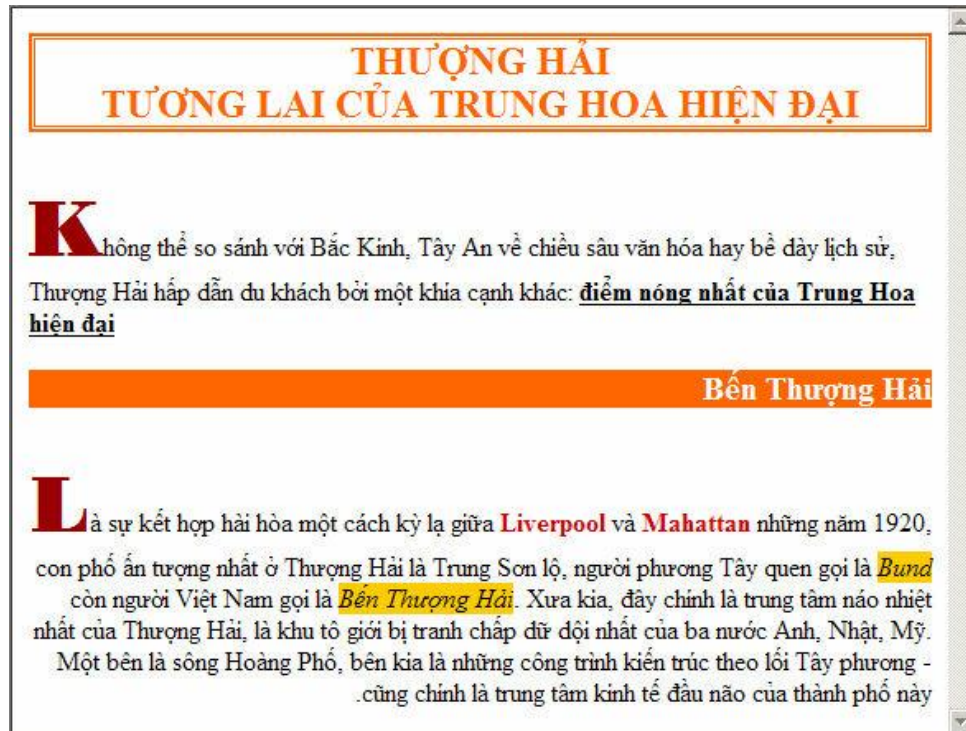 THƯỢNG HẢI
TƯƠNG LAI CỦA TRUNG HOA HIỆN ĐẠI
Không thể so sánh với Bắc Kinh, Tây An về chiều sâu văn hóa hay bề dày lịch sử,
Thượng Hải hấp dẫn du khách bởi một khía cạnh khác: điểm nóng nhất của Trung Hoa
hiện đại
Bến Thượng Hải
Là sự kết hợp hài hòa một cách kỳ lạ giữa Liverpool và Mahattan những năm 1920,
con phố ấn tượng nhất ở Thượng Hải là Trung Sơn lộ, người phương Tây quen gọi là Bund
còn người Việt Nam gọi là Bến Thượng Hải. Xưa kia, đây chính là trung tâm náo nhiệt
nhất của Thượng Hải, là khu tô giới bị tranh chấp dữ dội nhất của ba nước Anh, Nhật, Mỹ.
Một bên là sông Hoàng Phố, bên kia là những công trình kiến trúc theo lối Tây phương -
.cũng chính là trung tâm kinh tế đầu não của thành phố này